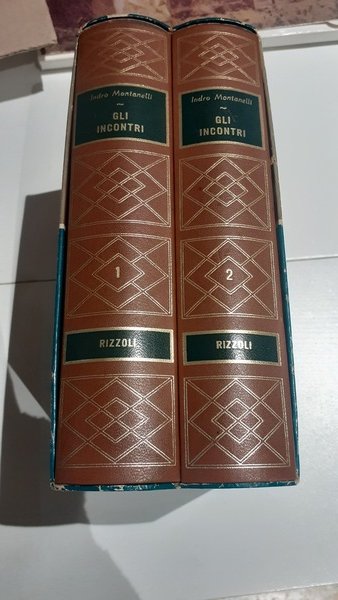 Indro Montanelli
~
GLI
INCONTRI
1
RIZZOLI
Indro Montanelli
~
GLI
INCONTRI
2
RIZZOLI